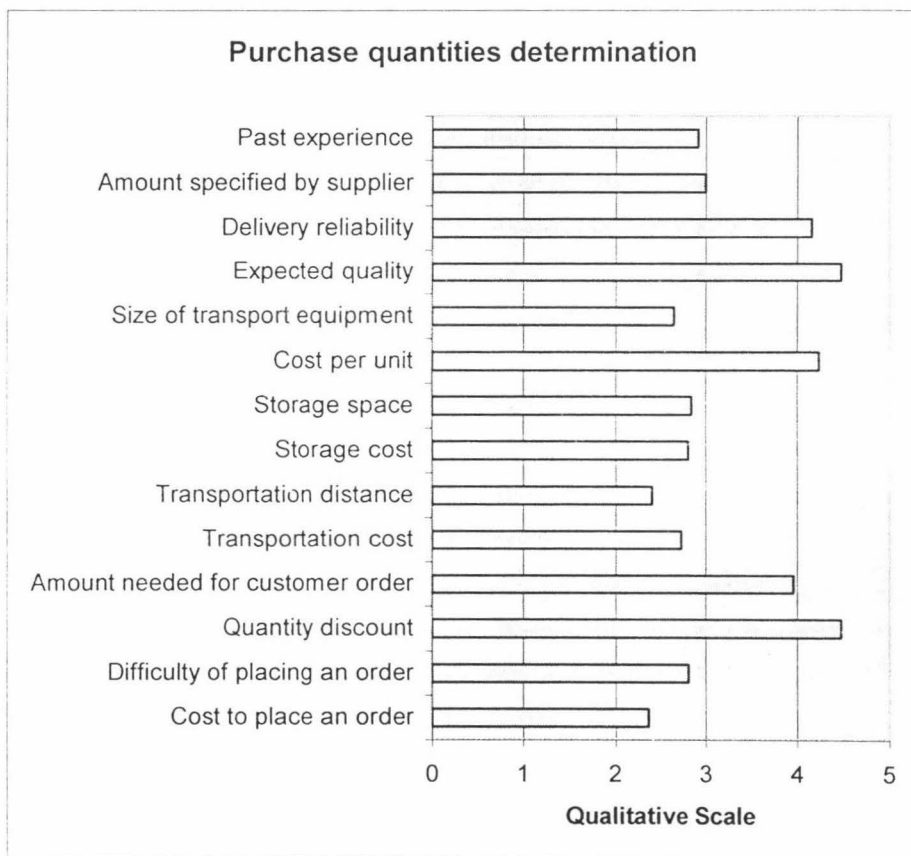 Purchase quantities determination
Past experience
Amount specified by supplier
Delivery reliability
Expected quality
Size of transport equipment
Cost per unit
Storage space
Storage cost
Transportation distance
Transportation cost
Amount needed for customer order
Quantity discount
Difficulty of placing an order
Cost to place an order
0 1 2 3 4 5
Qualitative Scale